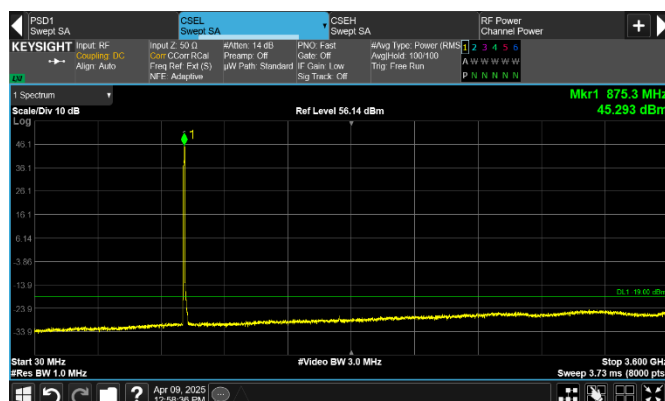 PSD1
Swept SA
CSEL
Swept SA
CSEH
Swept SA
RF Power
Channel Power
+
KEYSIGHT
Input: RF
Coupling: DC
Align: Auto
Input Z: 50 Ω
Corr CCorr RCal
Freq Ref: Ext (S)
NFE: Adaptive
#Atten: 14 dB
Preamp: Off
µW Path: Standard
PNO: Fast
Gate: Off
IF Gain: Low
Sig Track: Off
#Avg Type: Power (RMS
Avg|Hold: 100/100
Trig: Free Run
1 2 3 4 5 6
A W W W W W
P N N N N N
1 Spectrum
Scale/Div 10 dB
Log
Ref Level 56.14 dBm
Mkr1 875.3 MHz
45.293 dBm
1
46.1
36.1
26.1
16.1
6.14
-3.86
-13.9
-23.9
-33.9
DL1 -19.00 dBm
Start 30 MHz
#Res BW 1.0 MHz
#Video BW 3.0 MHz
Stop 3.600 GHz
Sweep 3.73 ms (8000 pts)
?
Apr 09, 2025
12:58:36 PM